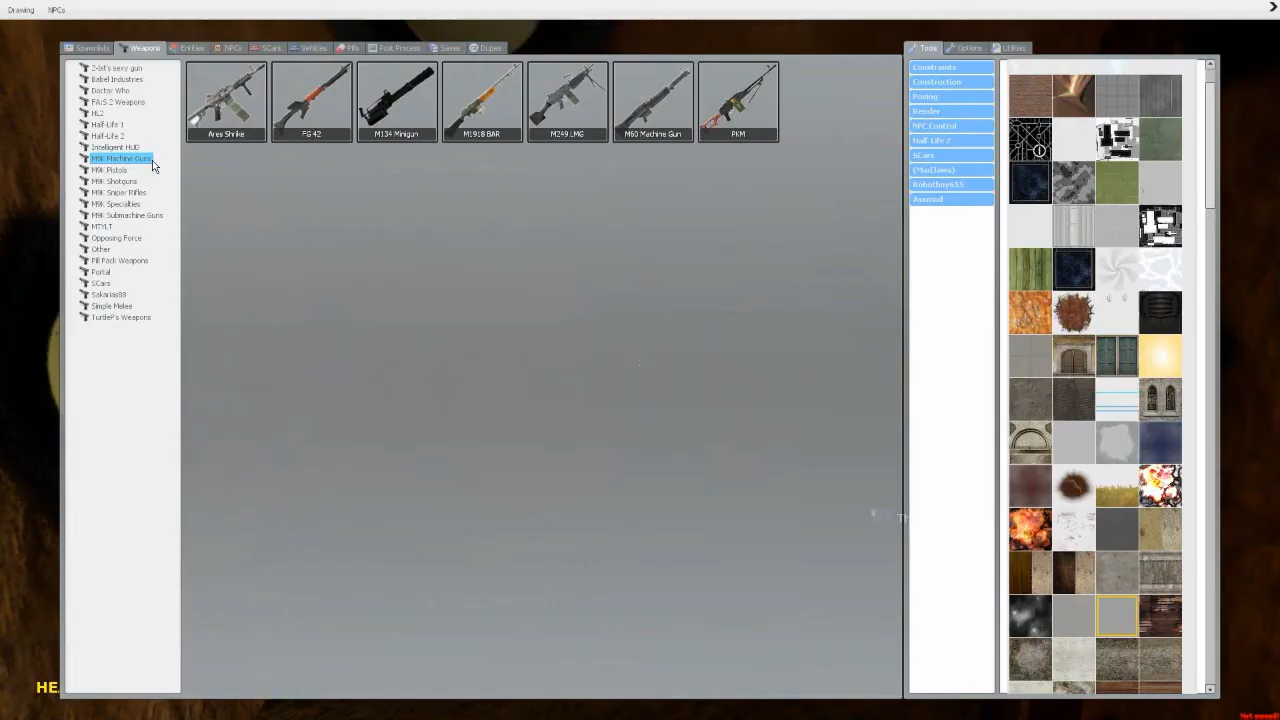 Drawing NPCs
Spawnlists Weapons Entities NPCs SCars Vehicles Pills Post Process Saves Dupes
Tools Options Utilities
2-bit's sexy gun
Babel Industries
Doctor Who
FA:S 2 Weapons
HL2
Half-Life 1
Half-Life 2
Intelligent HUD
M9K Machine Guns
M9K Pistols
M9K Shotguns
M9K Sniper Rifles
M9K Specialties
M9K Submachine Guns
Opposing Force
Other
Pill Pack Weapons
Portal
SCars
Sakarias88
Simple Melee
TurtleP's Weapons
Ares Shrike
FG 42
M134 Minigun
M1918 BAR
M249 LMG
M60 Machine Gun
PKM
Constraints
Construction
Posing
Render
NPC Control
Half-Life 2
SCars
(MadJawa)
Robotboy655
Asamod
Th
HE